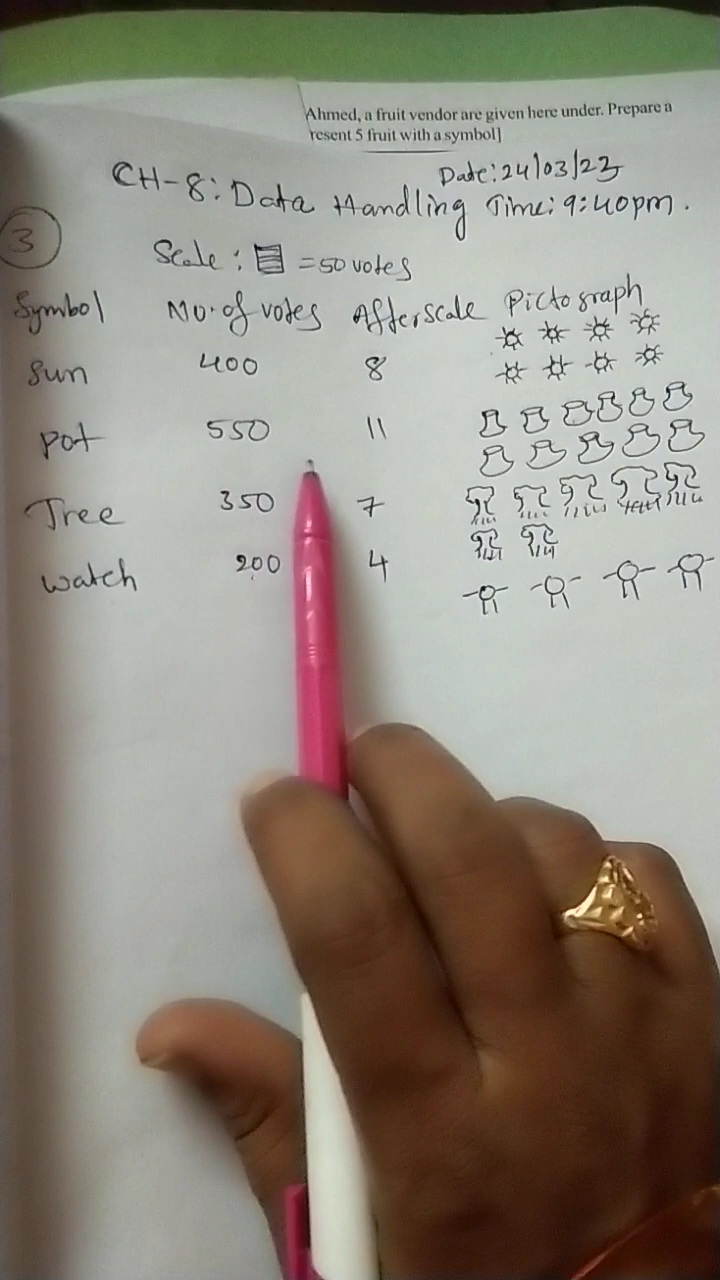 Ahmed, a fruit vendor are given here under. Prepare a
resent 5 fruit with a symbol]
CH-8: Data Handling
Date: 24/03/23
Time: 9:40pm.
3
Scale: = 50 votes
Symbol No. of votes After scale Pictograph
Sun 400 8
Pot 550 11
Tree 350 7
Watch 200 4